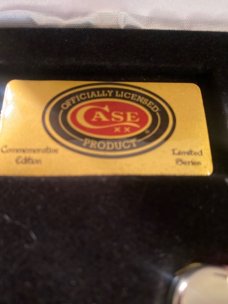 OFFICIALLY LICENSED
CASE
XX
®
PRODUCT
Commemorative
Edition
Limited
Series